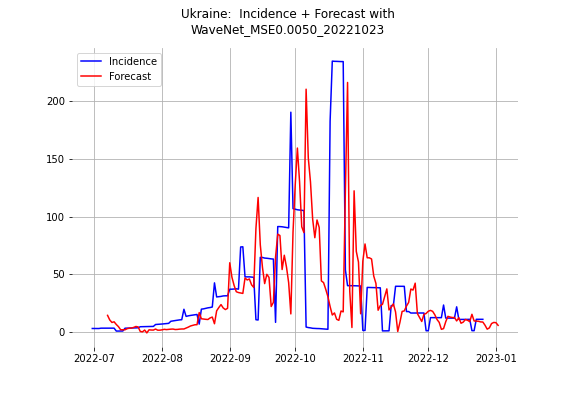 Ukraine:  Incidence + Forecast with
WaveNet_MSE0.0050_20221023
Incidence
Forecast
200
150
100
50
0
2022-07 2022-08 2022-09 2022-10 2022-11 2022-12 2023-01